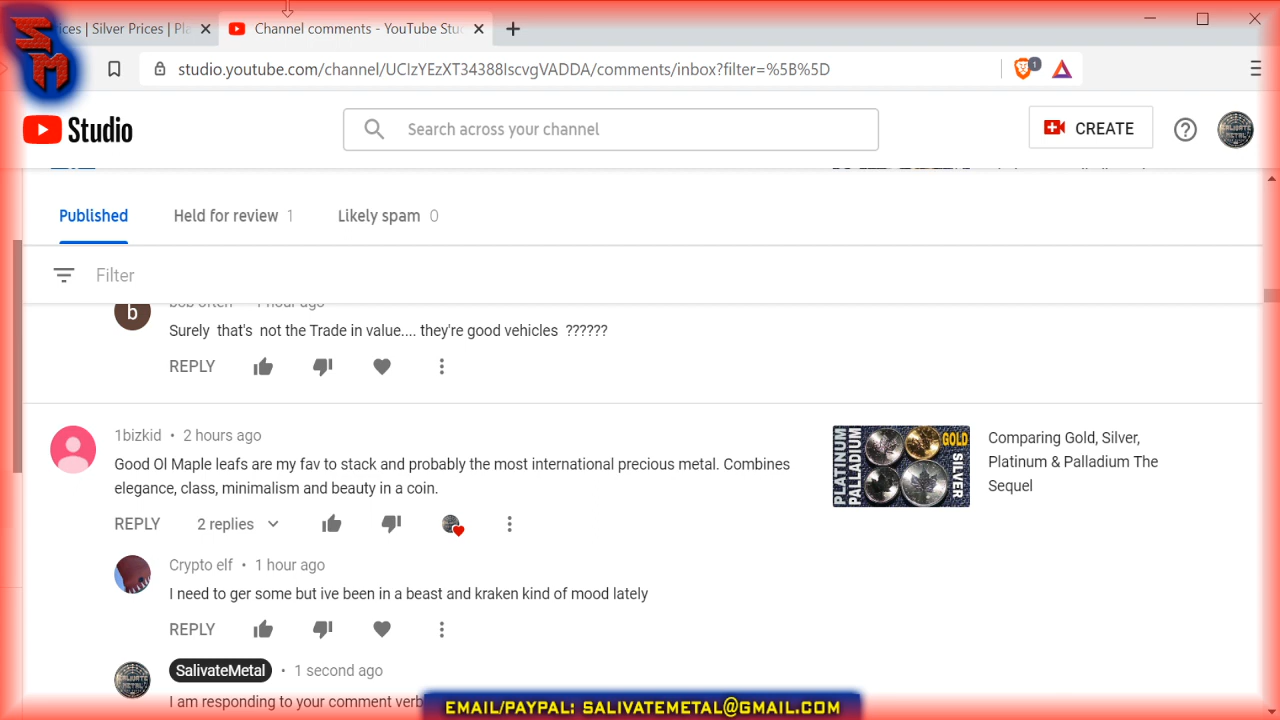 SM
ices | Silver Prices | Pla
Channel comments - YouTube Stu
studio.youtube.com/channel/UCIzYEzXT34388IscvgVADDA/comments/inbox?filter=%5B%5D
1
Studio
Search across your channel
CREATE
Published
Held for review 1
Likely spam 0
Filter
b
Surely that's not the Trade in value.... they're good vehicles ??????
REPLY
1bizkid • 2 hours ago
Good Ol Maple leafs are my fav to stack and probably the most international precious metal. Combines
elegance, class, minimalism and beauty in a coin.
REPLY 2 replies
PLATINUM
PALLADIUM
GOLD
SILVER
Comparing Gold, Silver,
Platinum & Palladium The
Sequel
Crypto elf • 1 hour ago
I need to ger some but ive been in a beast and kraken kind of mood lately
REPLY
SalivateMetal • 1 second ago
I am responding to your comment verb
EMAIL/PAYPAL: SALIVATEMETAL@GMAIL.COM